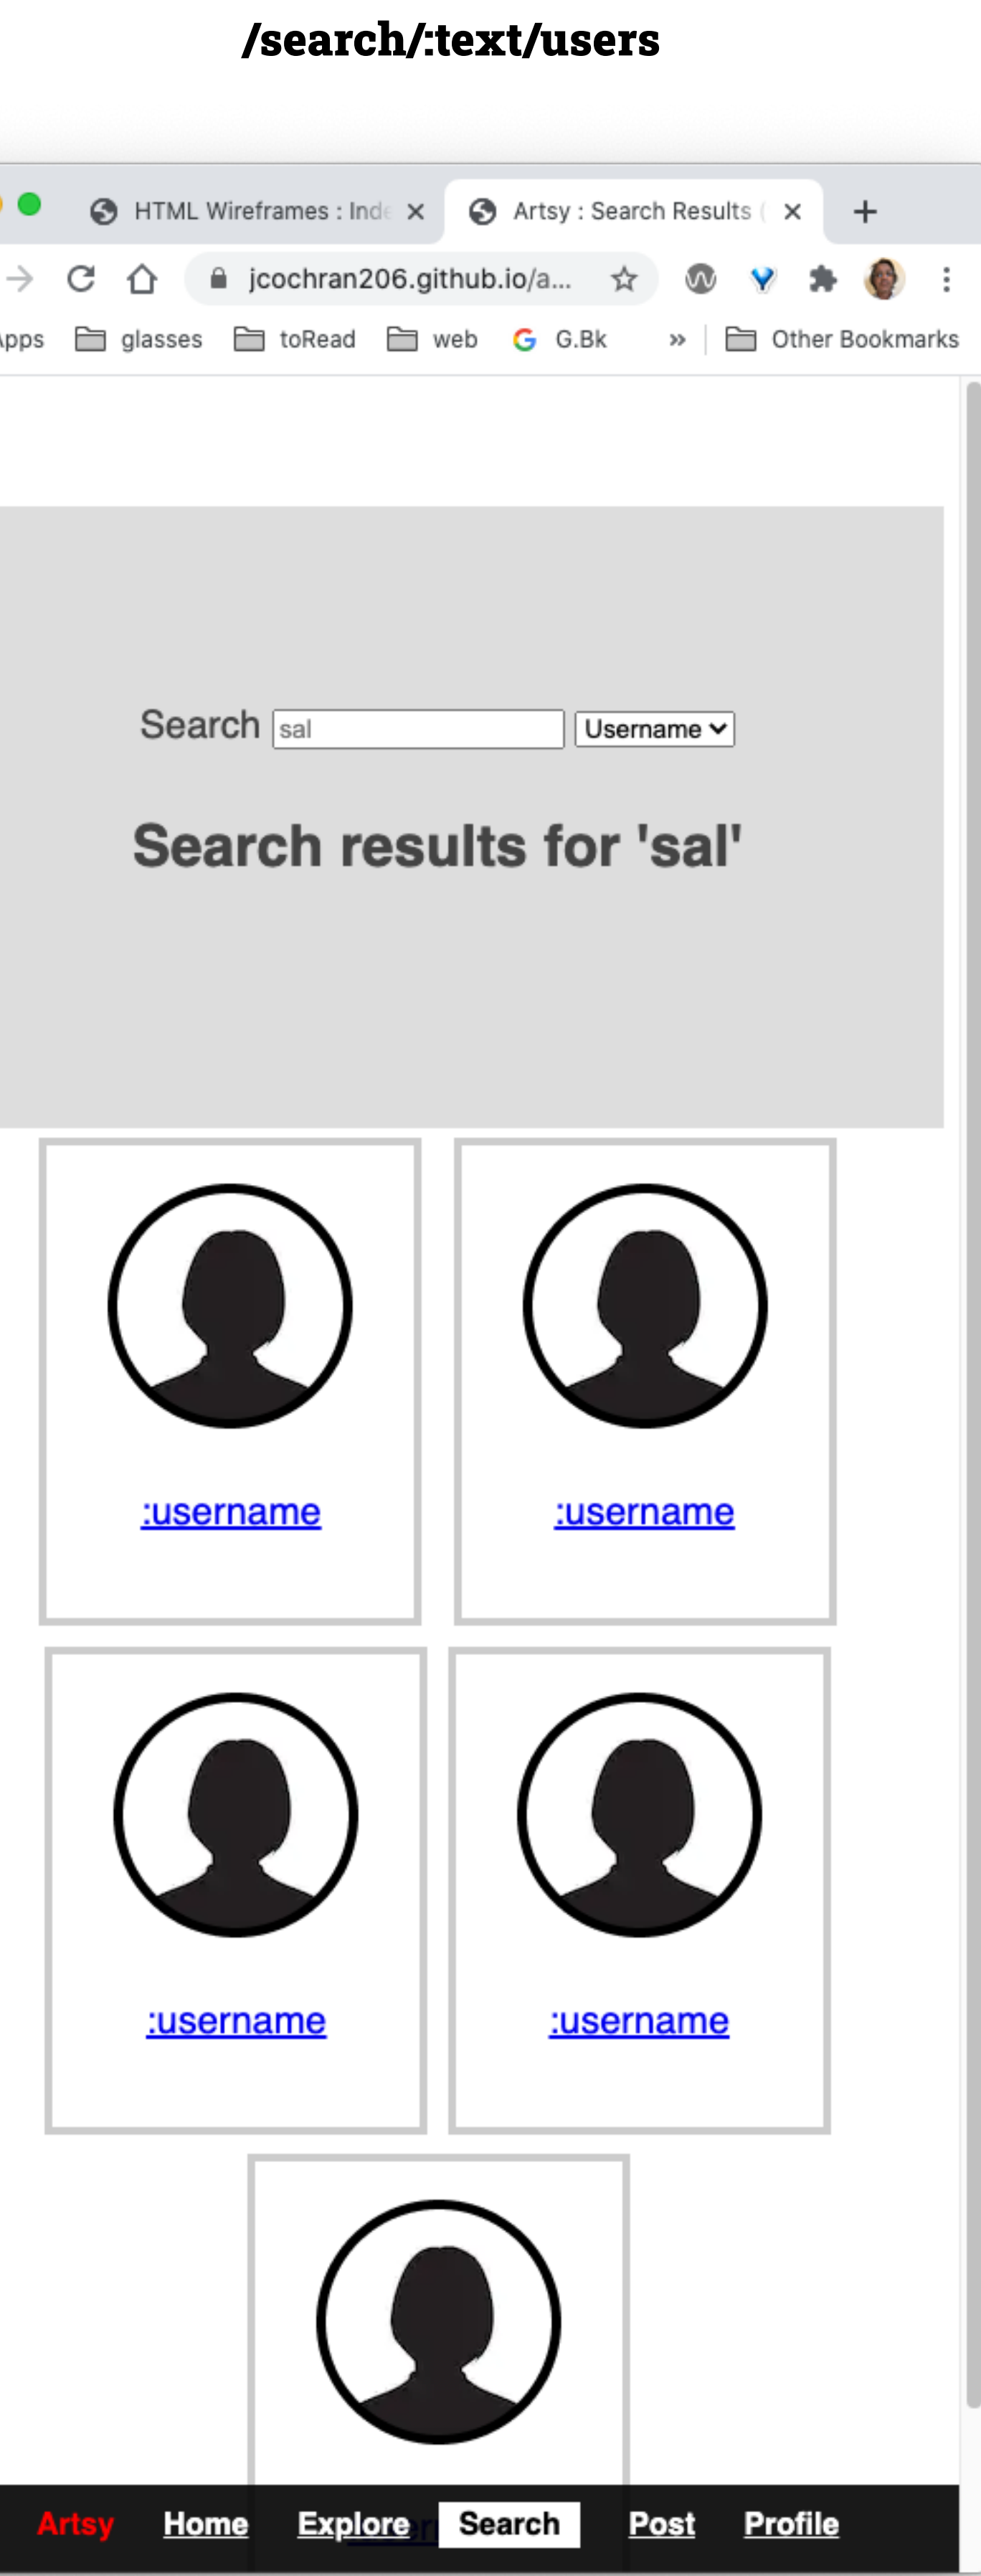 /search/:text/users
HTML Wireframes : Inde
Artsy : Search Results (
jcochran206.github.io/a...
glasses toRead web G.Bk » Other Bookmarks
Search sal Username
Search results for 'sal'
:username :username
:username :username
Artsy Home Explore Search Post Profile